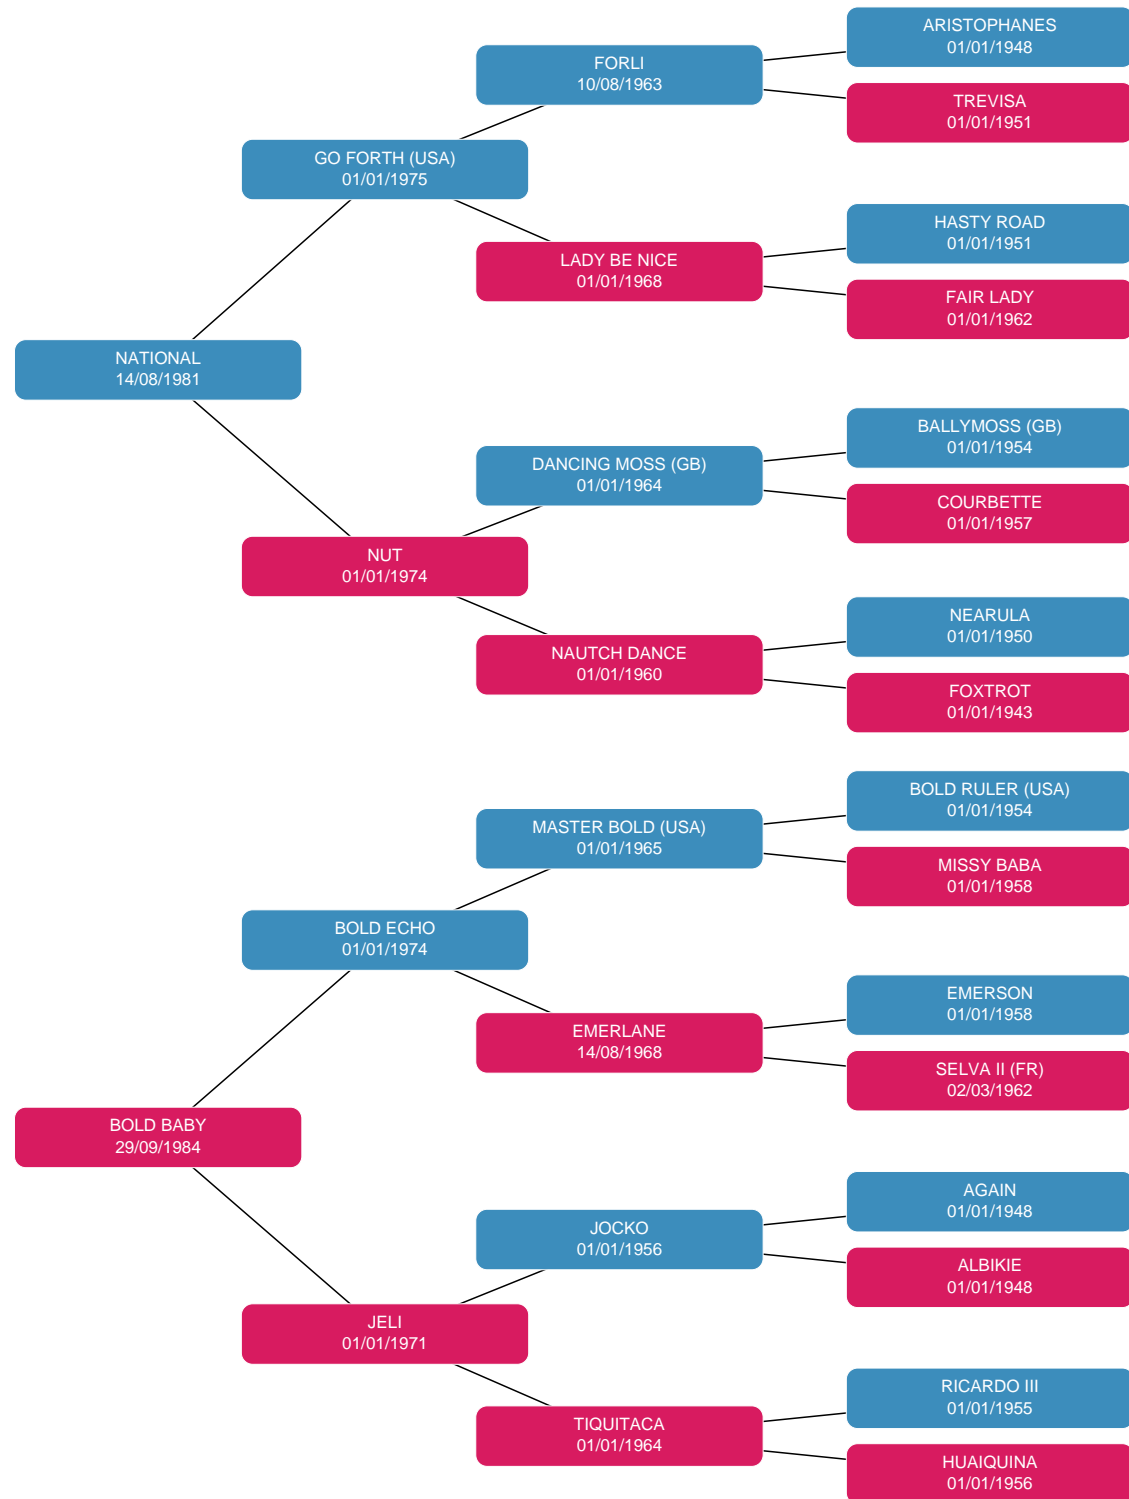 ARISTOPHANES
01/01/1948
FORLI
10/08/1963
TREVISA
01/01/1951
GO FORTH (USA)
01/01/1975
HASTY ROAD
01/01/1951
LADY BE NICE
01/01/1968
FAIR LADY
01/01/1962
NATIONAL
14/08/1981
BALLYMOSS (GB)
01/01/1954
DANCING MOSS (GB)
01/01/1964
COURBETTE
01/01/1957
NUT
01/01/1974
NEARULA
01/01/1950
NAUTCH DANCE
01/01/1960
FOXTROT
01/01/1943
BOLD RULER (USA)
01/01/1954
MASTER BOLD (USA)
01/01/1965
MISSY BABA
01/01/1958
BOLD ECHO
01/01/1974
EMERSON
01/01/1958
EMERLANE
14/08/1968
SELVA II (FR)
02/03/1962
BOLD BABY
29/09/1984
AGAIN
01/01/1948
JOCKO
01/01/1956
ALBIKIE
01/01/1948
JELI
01/01/1971
RICARDO III
01/01/1955
TIQUITACA
01/01/1964
HUAIQUINA
01/01/1956